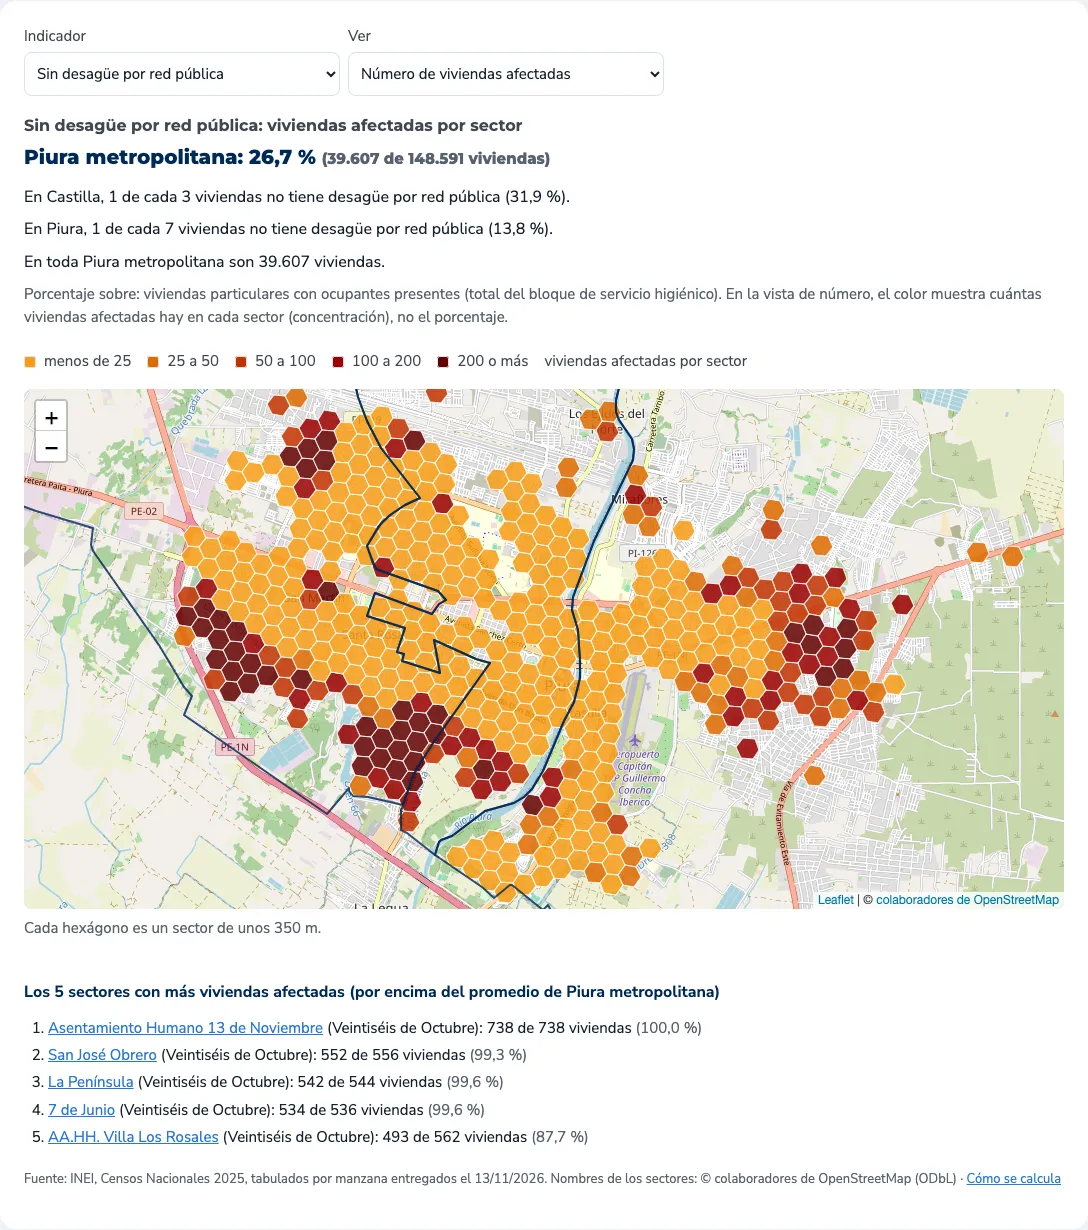 Indicador
Ver
Sin desagüe por red pública
Número de viviendas afectadas
Sin desagüe por red pública: viviendas afectadas por sector
Piura metropolitana: 26,7 % (39.607 de 148.591 viviendas)
En Castilla, 1 de cada 3 viviendas no tiene desagüe por red pública (31,9 %).
En Piura, 1 de cada 7 viviendas no tiene desagüe por red pública (13,8 %).
En toda Piura metropolitana son 39.607 viviendas.
Porcentaje sobre: viviendas particulares con ocupantes presentes (total del bloque de servicio higiénico). En la vista de número, el color muestra cuántas
viviendas afectadas hay en cada sector (concentración), no el porcentaje.
menos de 25
25 a 50
50 a 100
100 a 200
200 o más
viviendas afectadas por sector
+
−
PE-02
PI-126
PE-1N
Carretera Tambo
Río Piura
Aeropuerto
Capitán
Guillermo
Concha
Iberico
Vía de Evitamiento Este
Leaflet | © colaboradores de OpenStreetMap
Cada hexágono es un sector de unos 350 m.
Los 5 sectores con más viviendas afectadas (por encima del promedio de Piura metropolitana)
1. Asentamiento Humano 13 de Noviembre (Veintiséis de Octubre): 738 de 738 viviendas (100,0 %)
2. San José Obrero (Veintiséis de Octubre): 552 de 556 viviendas (99,3 %)
3. La Península (Veintiséis de Octubre): 542 de 544 viviendas (99,6 %)
4. 7 de Junio (Veintiséis de Octubre): 534 de 536 viviendas (99,6 %)
5. AA.HH. Villa Los Rosales (Veintiséis de Octubre): 493 de 562 viviendas (87,7 %)
Fuente: INEI, Censos Nacionales 2025, tabulados por manzana entregados el 13/11/2026. Nombres de los sectores: © colaboradores de OpenStreetMap (ODbL) · Cómo se calcula